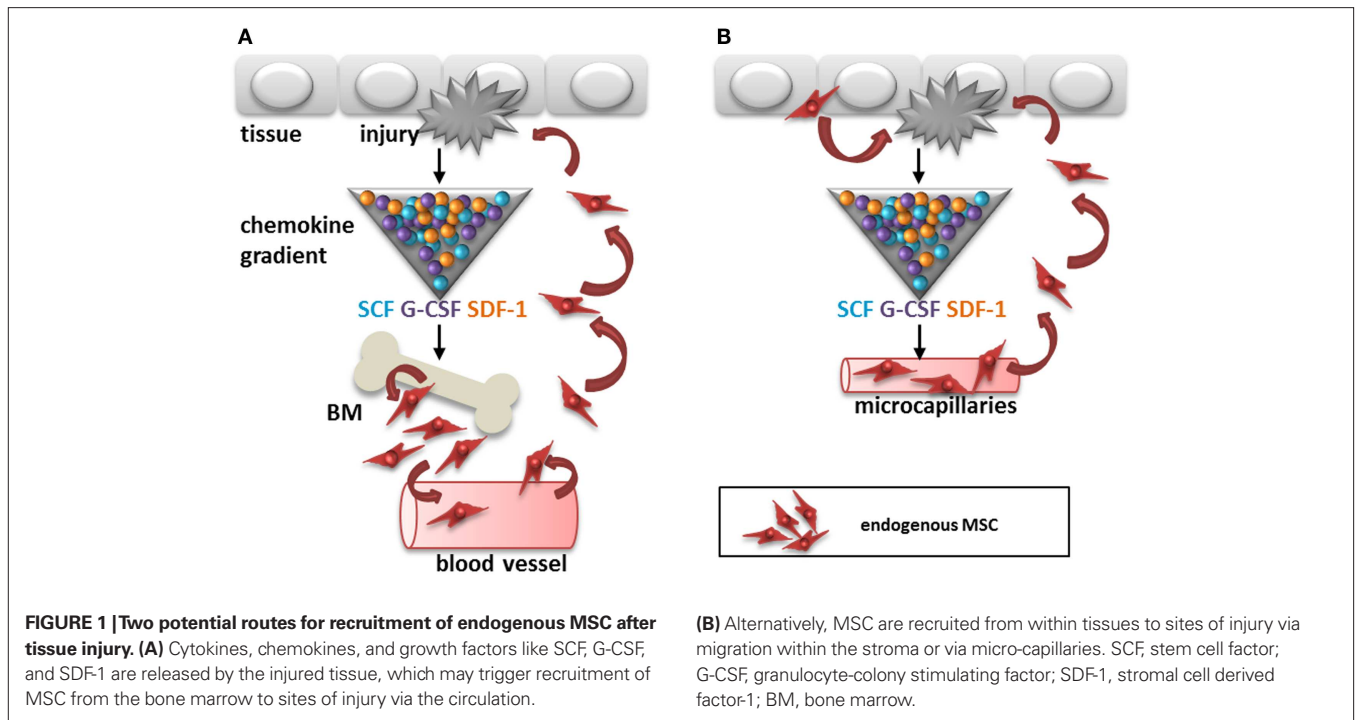 A
tissue
injury
chemokine
gradient
SCF G-CSF SDF-1
BM
blood vessel
B
SCF G-CSF SDF-1
microcapillaries
endogenous MSC
FIGURE 1 | Two potential routes for recruitment of endogenous MSC after
tissue injury. (A) Cytokines, chemokines, and growth factors like SCF, G-CSF,
and SDF-1 are released by the injured tissue, which may trigger recruitment of
MSC from the bone marrow to sites of injury via the circulation.
(B) Alternatively, MSC are recruited from within tissues to sites of injury via
migration within the stroma or via micro-capillaries. SCF, stem cell factor;
G-CSF, granulocyte-colony stimulating factor; SDF-1, stromal cell derived
factor-1; BM, bone marrow.